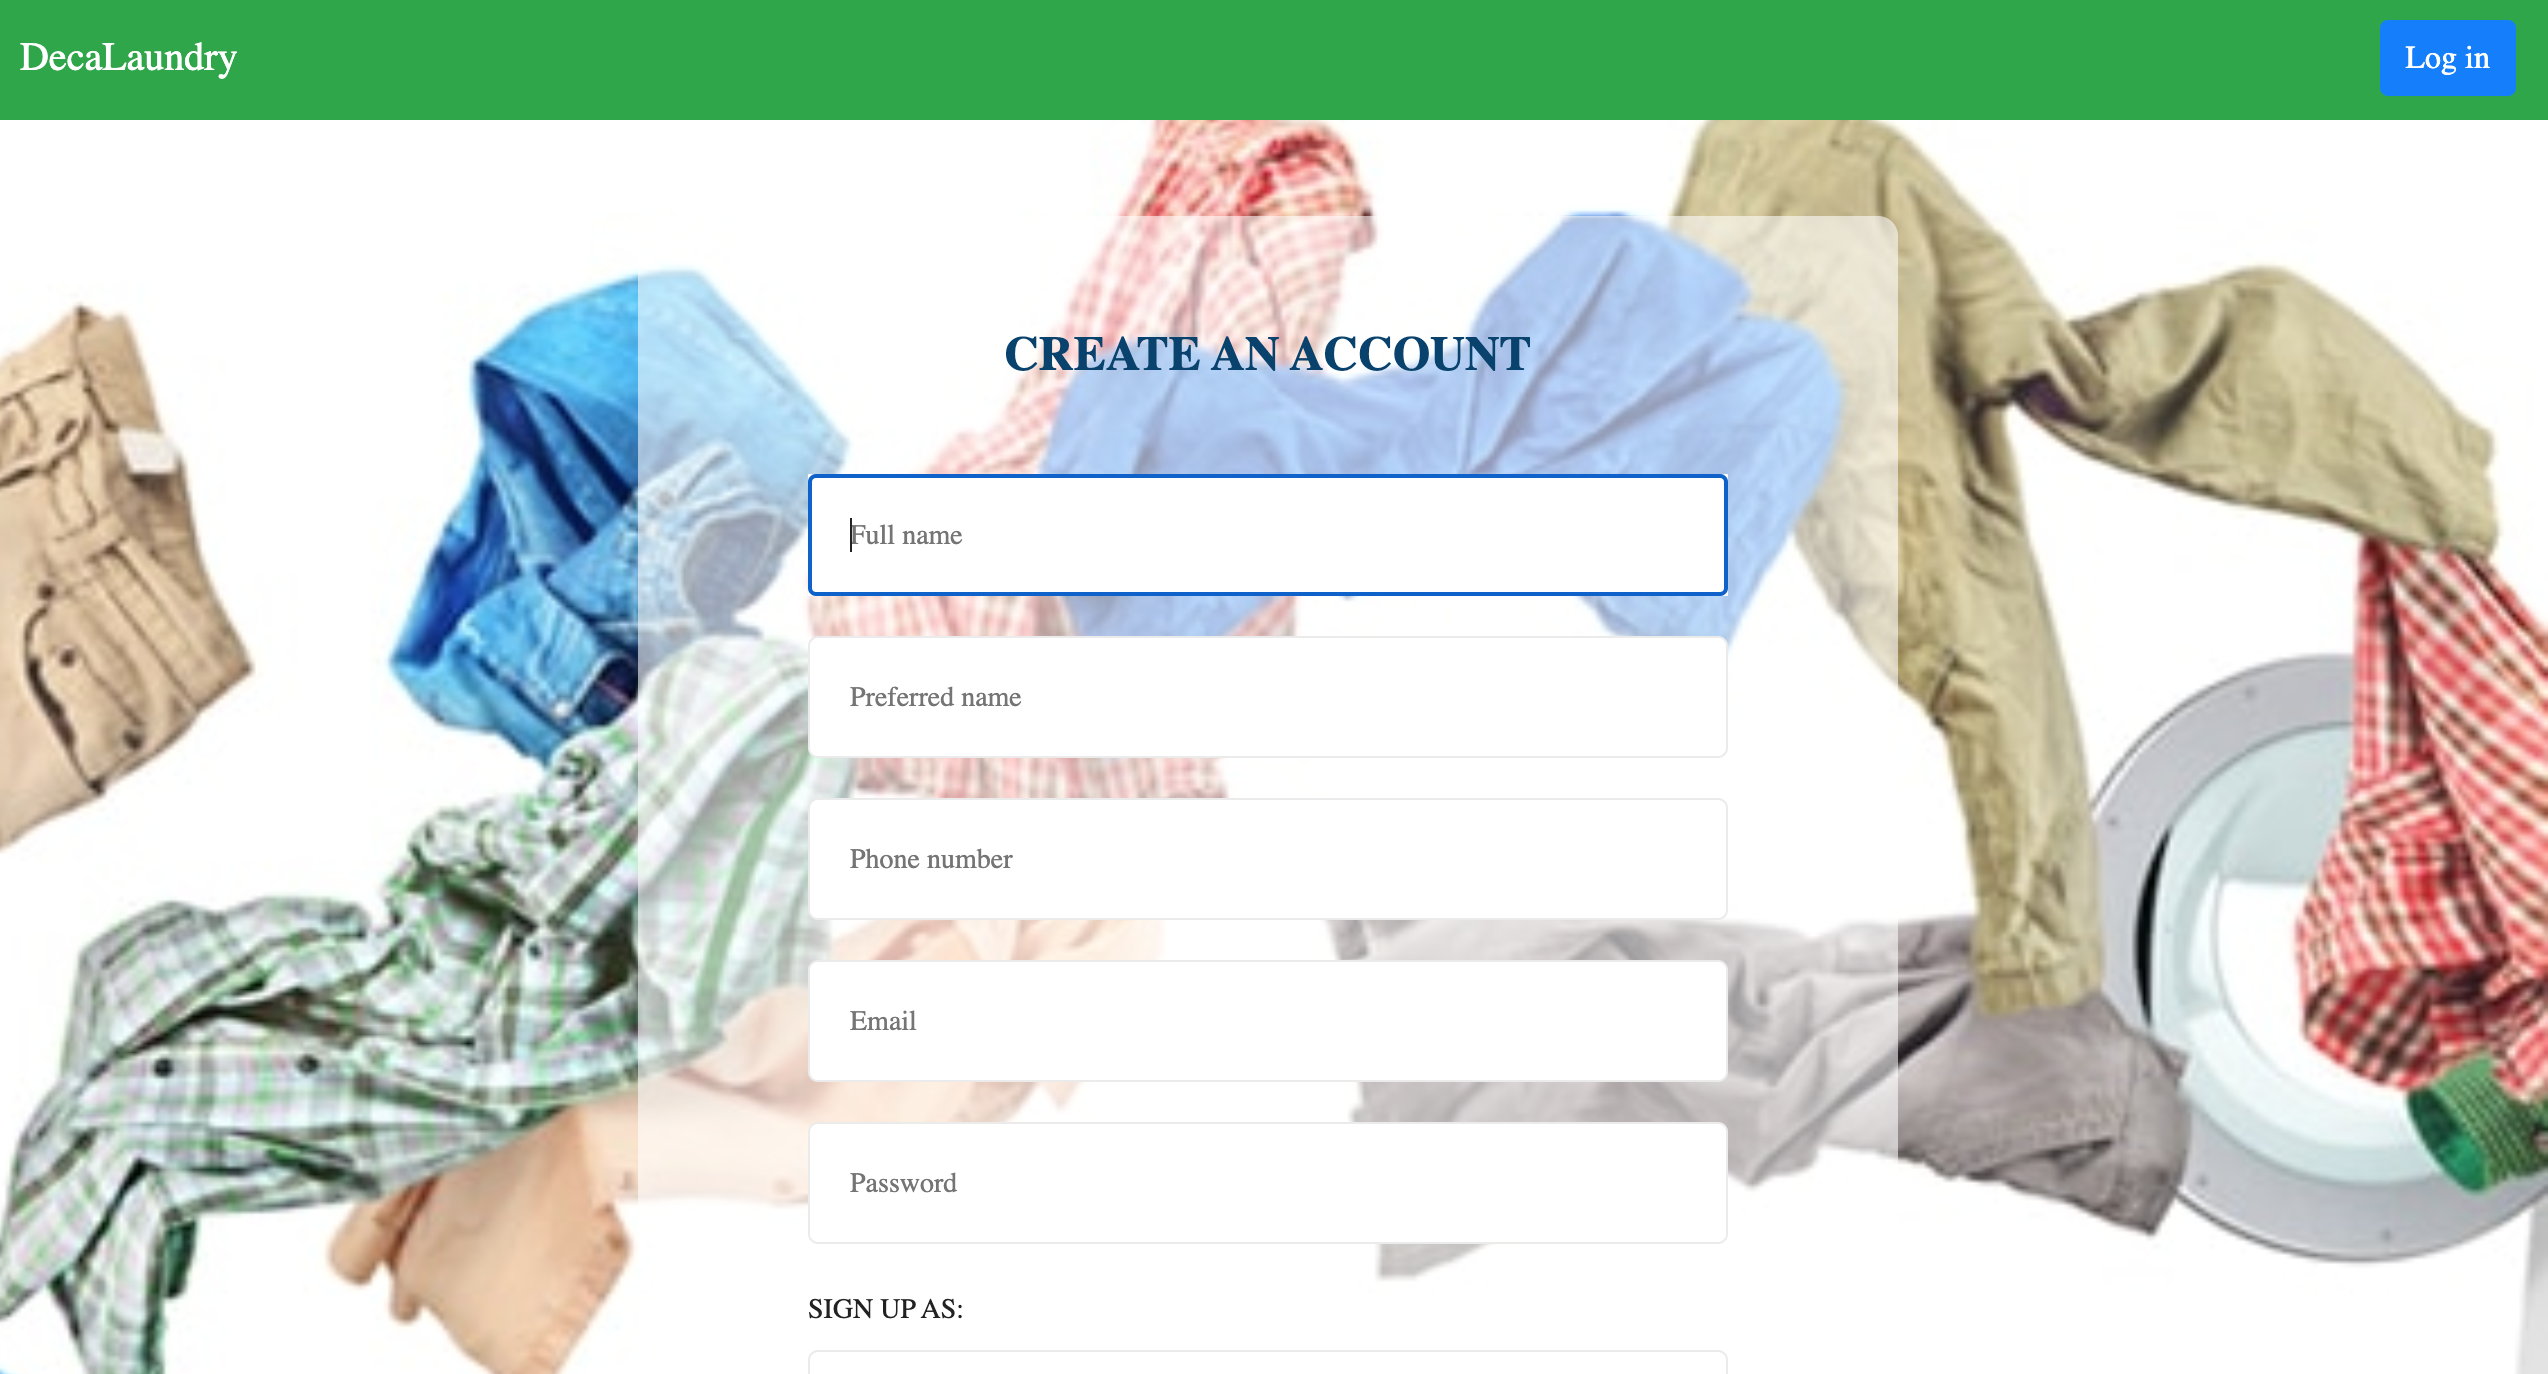 DecaLaundry
Log in
CREATE AN ACCOUNT
Full name
Preferred name
Phone number
Email
Password
SIGN UP AS: